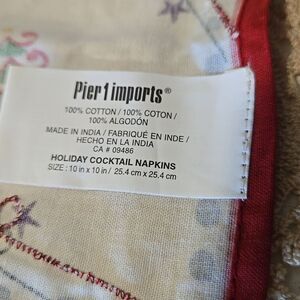 Pier 1 imports®
100% COTTON / 100% COTON /
100% ALGODÓN
MADE IN INDIA / FABRIQUÉ EN INDE /
HECHO EN LA INDIA
CA # 09486
HOLIDAY COCKTAIL NAPKINS
SIZE : 10 in x 10 in / 25.4 cm x 25.4 cm